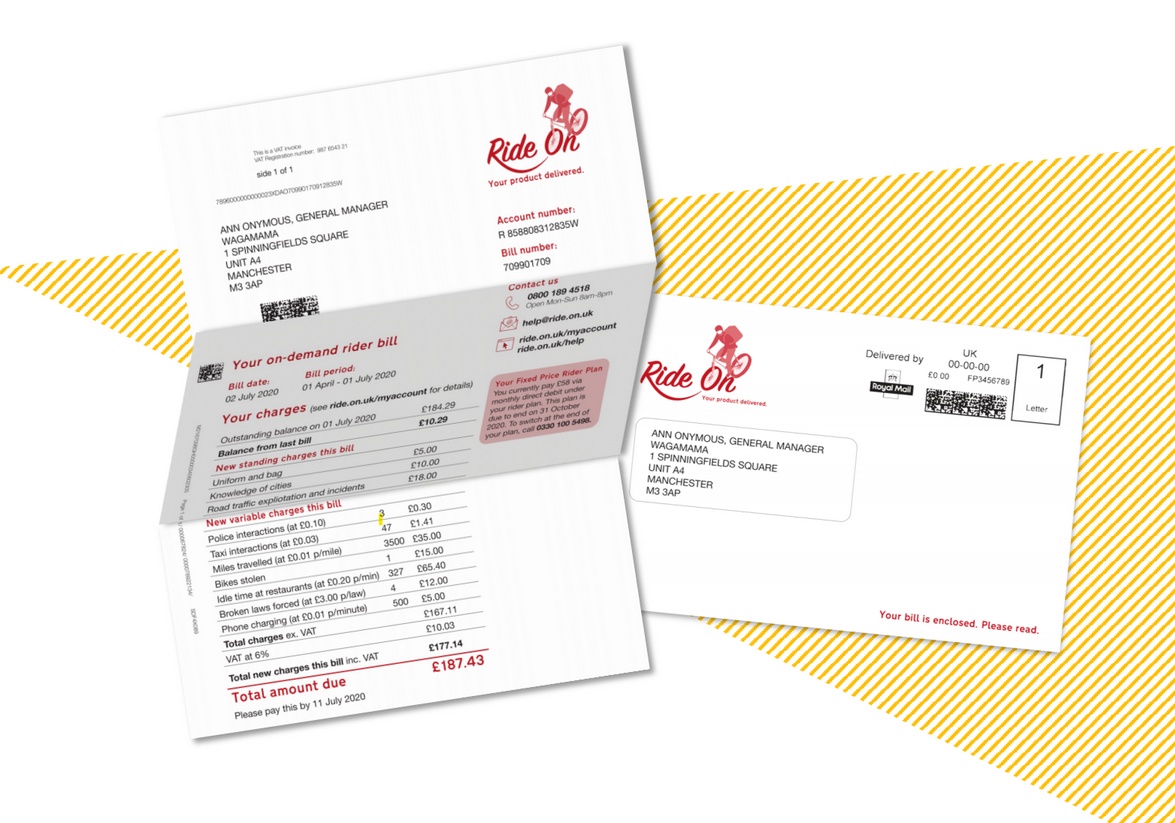 This is a VAT invoice
VAT Registration number: 987 6543 21
side 1 of 1
ANN ONYMOUS, GENERAL MANAGER
WAGAMAMA
1 SPINNINGFIELDS SQUARE
UNIT A4
MANCHESTER
M3 3AP
Ride On
Your product delivered.
Account number:
R 858808312835W
Bill number:
709901709
Contact us
0800 189 4518
Open Mon-Sun 8am-8pm
help@ride.on.uk
ride.on.uk/myaccount
ride.on.uk/help
Your on-demand rider bill
Bill date:
02 July 2020
Bill period:
01 April - 01 July 2020
Your charges (see ride.on.uk/myaccount for details)
Outstanding balance on 01 July 2020 £184.29
Balance from last bill £10.29
New standing charges this bill
Uniform and bag £5.00
Knowledge of cities £10.00
Road traffic expliotation and incidents £18.00
Your Fixed Price Rider Plan
You currently pay £58 via
monthly direct debit under
your rider plan. This plan is
due to end on 31 October
2020. To switch at the end of
your plan, call 0330 100 5496.
New variable charges this bill
Police interactions (at £0.10) 3 £0.30
Taxi interactions (at £0.03) 47 £1.41
Miles travelled (at £0.01 p/mile) 3500 £35.00
Bikes stolen 1 £15.00
Idle time at restaurants (at £0.20 p/min) 327 £65.40
Broken laws forced (at £3.00 p/law) 4 £12.00
Phone charging (at £0.01 p/minute) 500 £5.00
Total charges ex. VAT £167.11
VAT at 6% £10.03
Total new charges this bill inc. VAT £177.14
Total amount due £187.43
Please pay this by 11 July 2020
Ride On
Your product delivered.
Delivered by
Royal Mail
UK
00-00-00
£0.00 FP3456789
1
Letter
ANN ONYMOUS, GENERAL MANAGER
WAGAMAMA
1 SPINNINGFIELDS SQUARE
UNIT A4
MANCHESTER
M3 3AP
Your bill is enclosed. Please read.